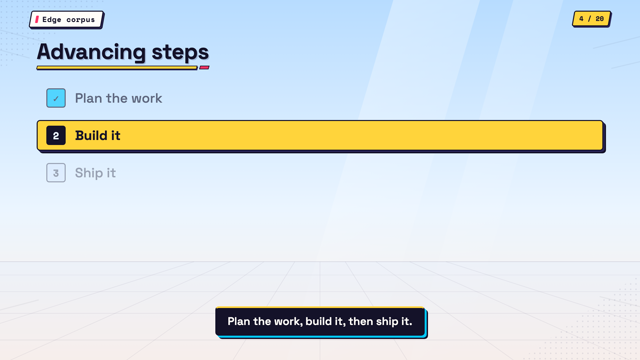 Edge corpus
4 / 20
Advancing steps
✓ Plan the work
2 Build it
3 Ship it
Plan the work, build it, then ship it.